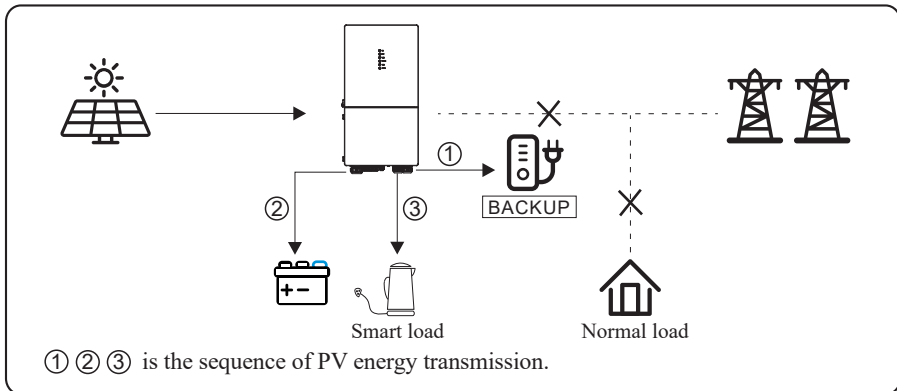 ①
BACKUP
②
③
+ -
Smart load
Normal load
① ② ③ is the sequence of PV energy transmission.